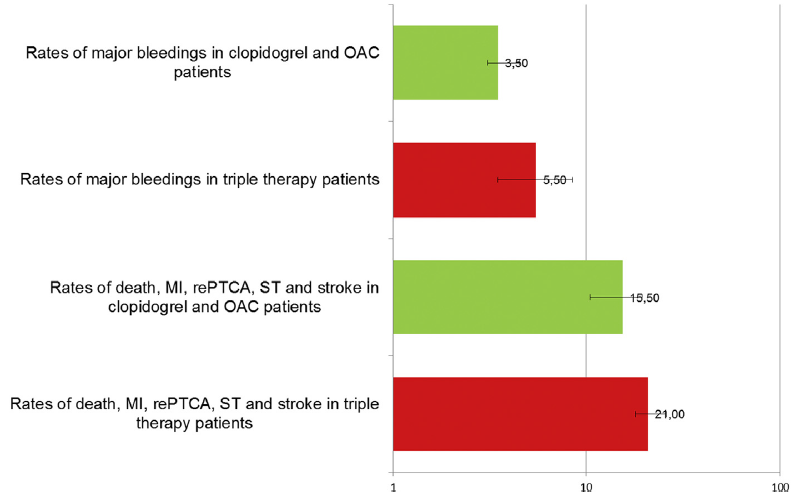 Rates of major bleedings in clopidogrel and OAC
patients
3,50
Rates of major bleedings in triple therapy patients
5,50
Rates of death, MI, rePTCA, ST and stroke in
clopidogrel and OAC patients
15,50
Rates of death, MI, rePTCA, ST and stroke in triple
therapy patients
21,00
1 10 100